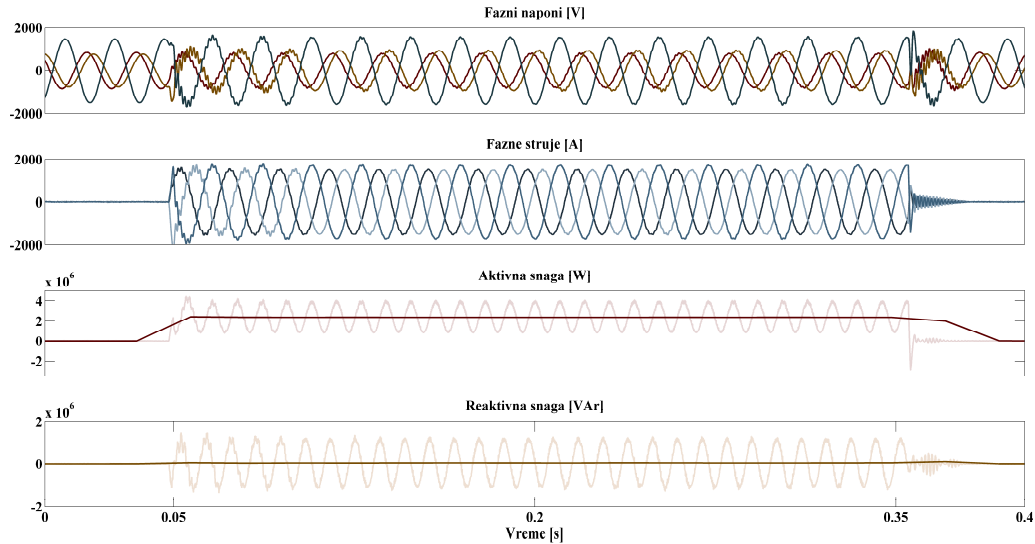 Fazni naponi [V]
2000
0
-2000
Fazne struje [A]
2000
0
-2000
x 10^6
Aktivna snaga [W]
4
2
0
-2
x 10^6
Reaktivna snaga [VAr]
2
0
-2
0 0.05 0.2 0.35 0.4
Vreme [s]